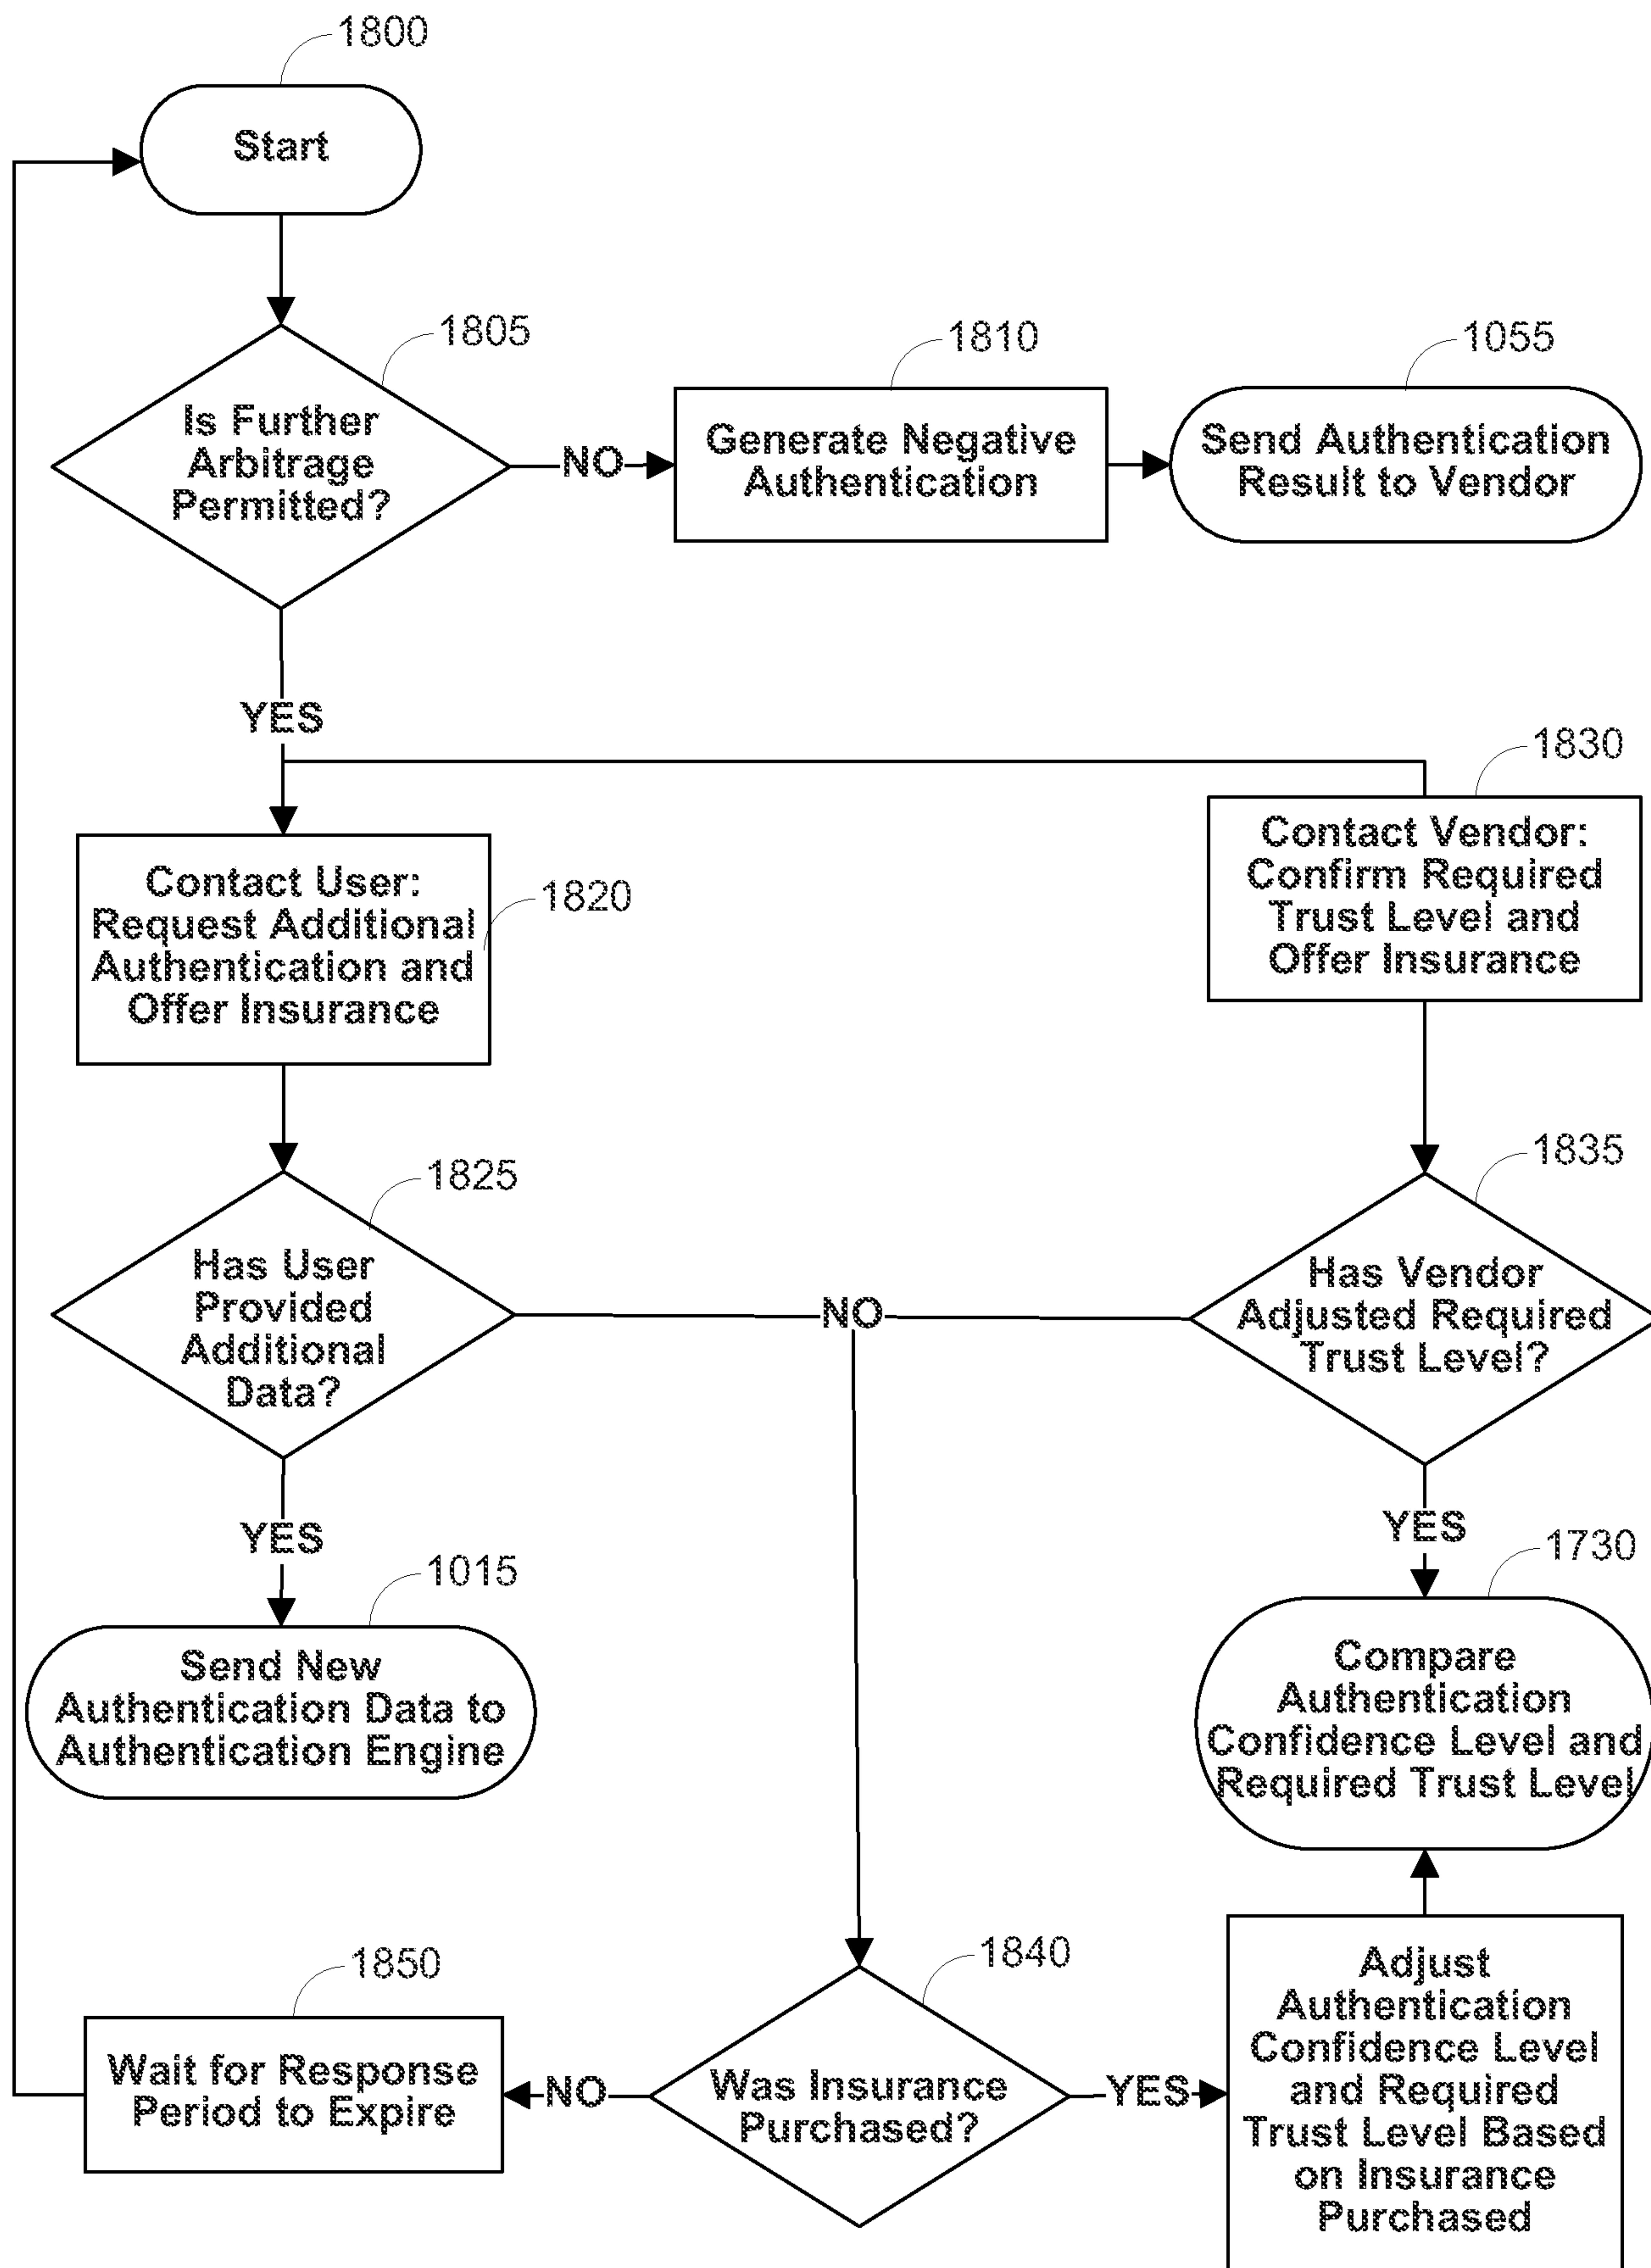 1800
Start
1805
Is Further
Arbitrage
Permitted?
NO
1810
Generate Negative
Authentication
1055
Send Authentication
Result to Vendor
YES
1830
Contact Vendor:
Confirm Required
Trust Level and
Offer Insurance
Contact User:
Request Additional
Authentication and
Offer Insurance
1820
1825
Has User
Provided
Additional
Data?
NO
1835
Has Vendor
Adjusted Required
Trust Level?
YES
1015
Send New
Authentication Data to
Authentication Engine
YES
1730
Compare
Authentication
Confidence Level and
Required Trust Level
1850
Wait for Response
Period to Expire
NO
1840
Was Insurance
Purchased?
YES
Adjust
Authentication
Confidence Level
and Required
Trust Level Based
on Insurance
Purchased